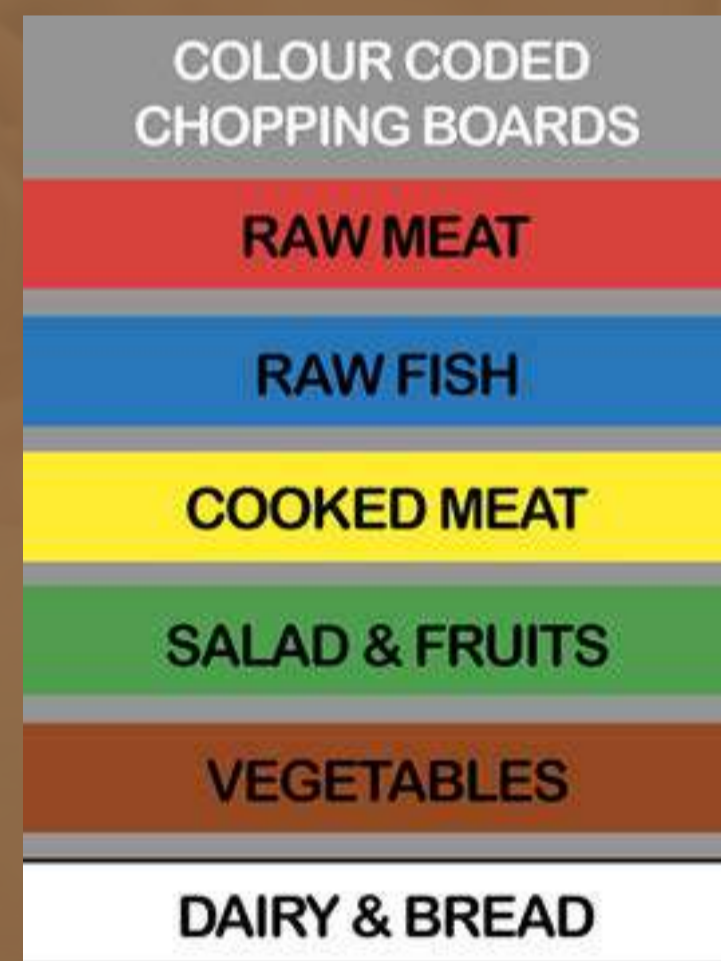 COLOUR CODED
CHOPPING BOARDS
RAW MEAT
RAW FISH
COOKED MEAT
SALAD & FRUITS
VEGETABLES
DAIRY & BREAD